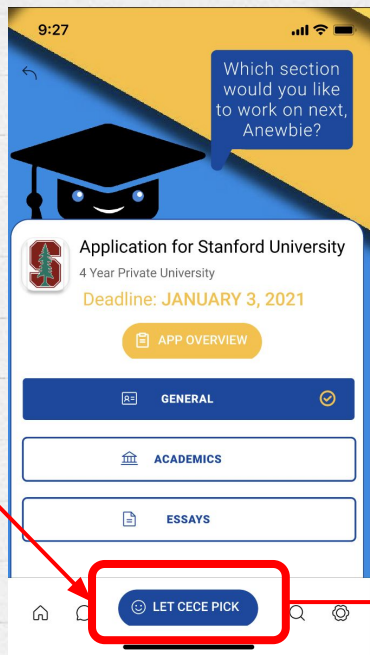 9:27
Which section
would you like
to work on next,
Anewbie?
Application for Stanford University
4 Year Private University
Deadline: JANUARY 3, 2021
APP OVERVIEW
GENERAL
ACADEMICS
ESSAYS
LET CECE PICK